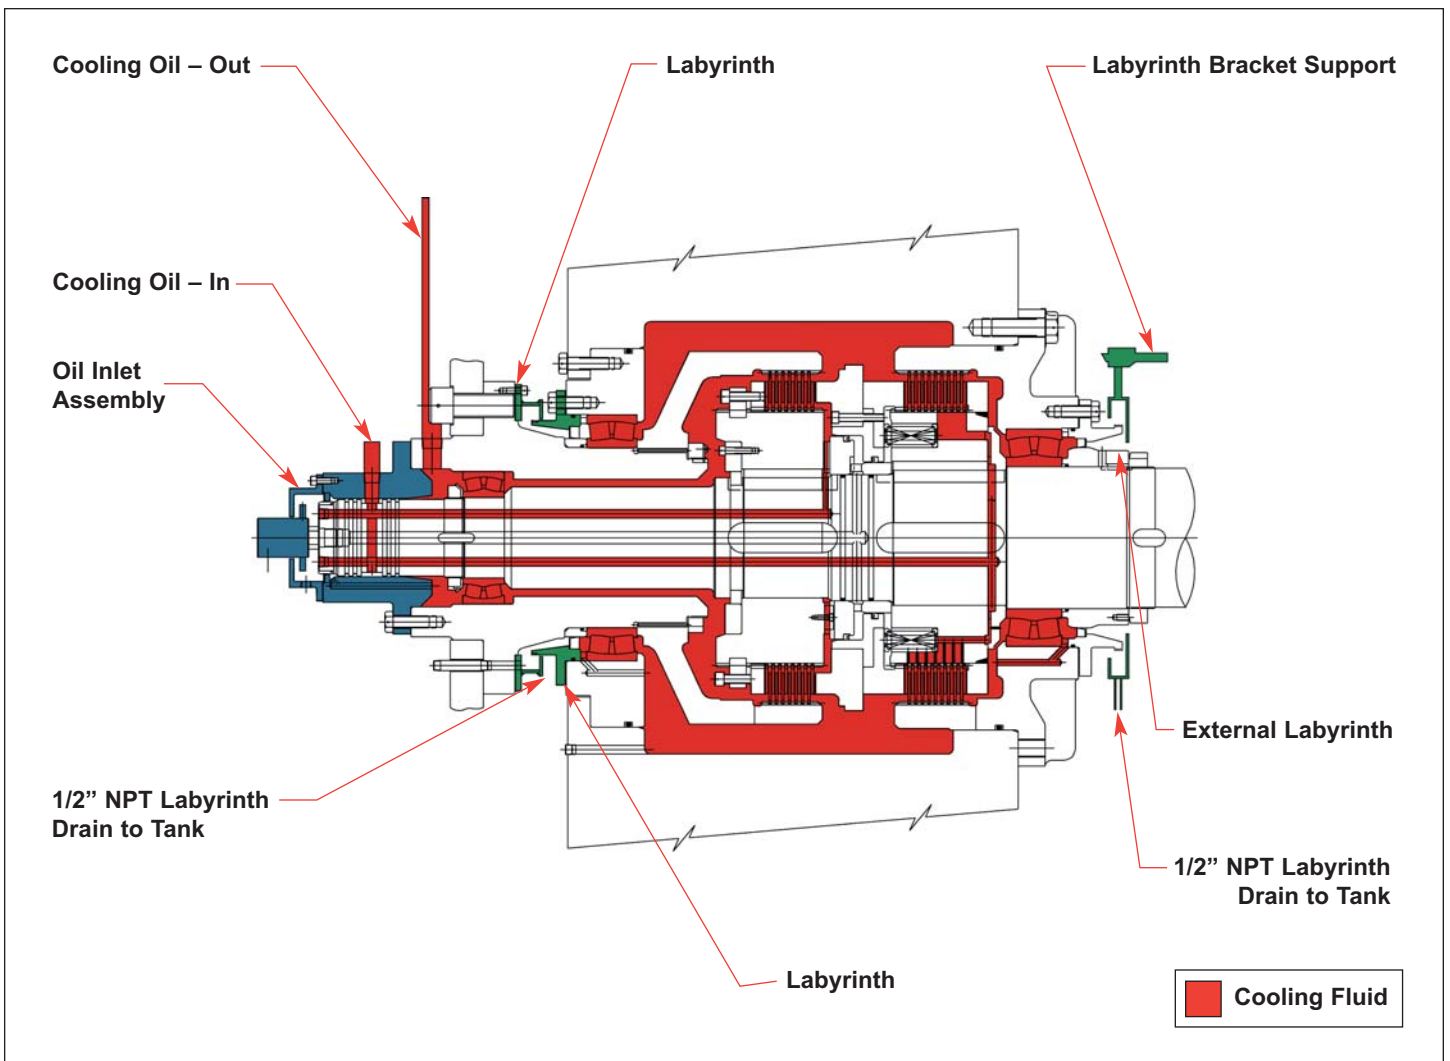 Cooling Oil – Out
Labyrinth
Labyrinth Bracket Support
Cooling Oil – In
Oil Inlet
Assembly
External Labyrinth
1/2” NPT Labyrinth
Drain to Tank
1/2” NPT Labyrinth
Drain to Tank
Labyrinth
Cooling Fluid